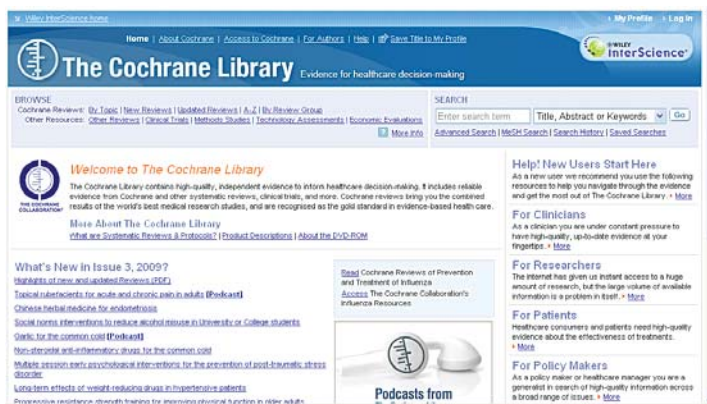 Wiley InterScience home
My Profile Log In
Home | About Cochrane | Access to Cochrane | For Authors | Help | Save Title to My Profile
The Cochrane Library Evidence for healthcare decision-making
WILEY
InterScience®
BROWSE
Cochrane Reviews: By Topic | New Reviews | Updated Reviews | A-Z | By Review Group
Other Resources: Other Reviews | Clinical Trials | Methods Studies | Technology Assessments | Economic Evaluations
More Info
SEARCH
Enter search term Title, Abstract or Keywords Go
Advanced Search | MeSH Search | Search History | Saved Searches
THE COCHRANE
COLLABORATION®
Welcome to The Cochrane Library
The Cochrane Library contains high-quality, independent evidence to inform healthcare decision-making. It includes reliable
evidence from Cochrane and other systematic reviews, clinical trials, and more. Cochrane reviews bring you the combined
results of the world's best medical research studies, and are recognised as the gold standard in evidence-based health care.
More About The Cochrane Library
What are Systematic Reviews & Protocols? | Product Descriptions | About the DVD-ROM
What's New in Issue 3, 2009?
Highlights of new and updated Reviews (PDF)
Topical rubefacients for acute and chronic pain in adults [Podcast]
Chinese herbal medicine for endometriosis
Social norms interventions to reduce alcohol misuse in University or College students
Garlic for the common cold [Podcast]
Non-steroidal anti-inflammatory drugs for the common cold
Multiple session early psychological interventions for the prevention of post-traumatic stress
disorder
Long-term effects of weight-reducing drugs in hypertensive patients
Progressive resistance strength training for improving physical function in older adults
Read Cochrane Reviews of Prevention
and Treatment of Influenza
Access The Cochrane Collaboration's
Influenza Resources
Podcasts from
Help! New Users Start Here
As a new user we recommend you use the following
resources to help you navigate through the evidence
and get the most out of The Cochrane Library. More
For Clinicians
As a clinician you are under constant pressure to
have high-quality, up-to-date evidence at your
fingertips. More
For Researchers
The internet has given us instant access to a huge
amount of research, but the large volume of available
information is a problem in itself. More
For Patients
Healthcare consumers and patients need high-quality
evidence about the effectiveness of treatments.
More
For Policy Makers
As a policy maker or healthcare manager you are a
generalist in search of high-quality information across
a broad range of issues. More